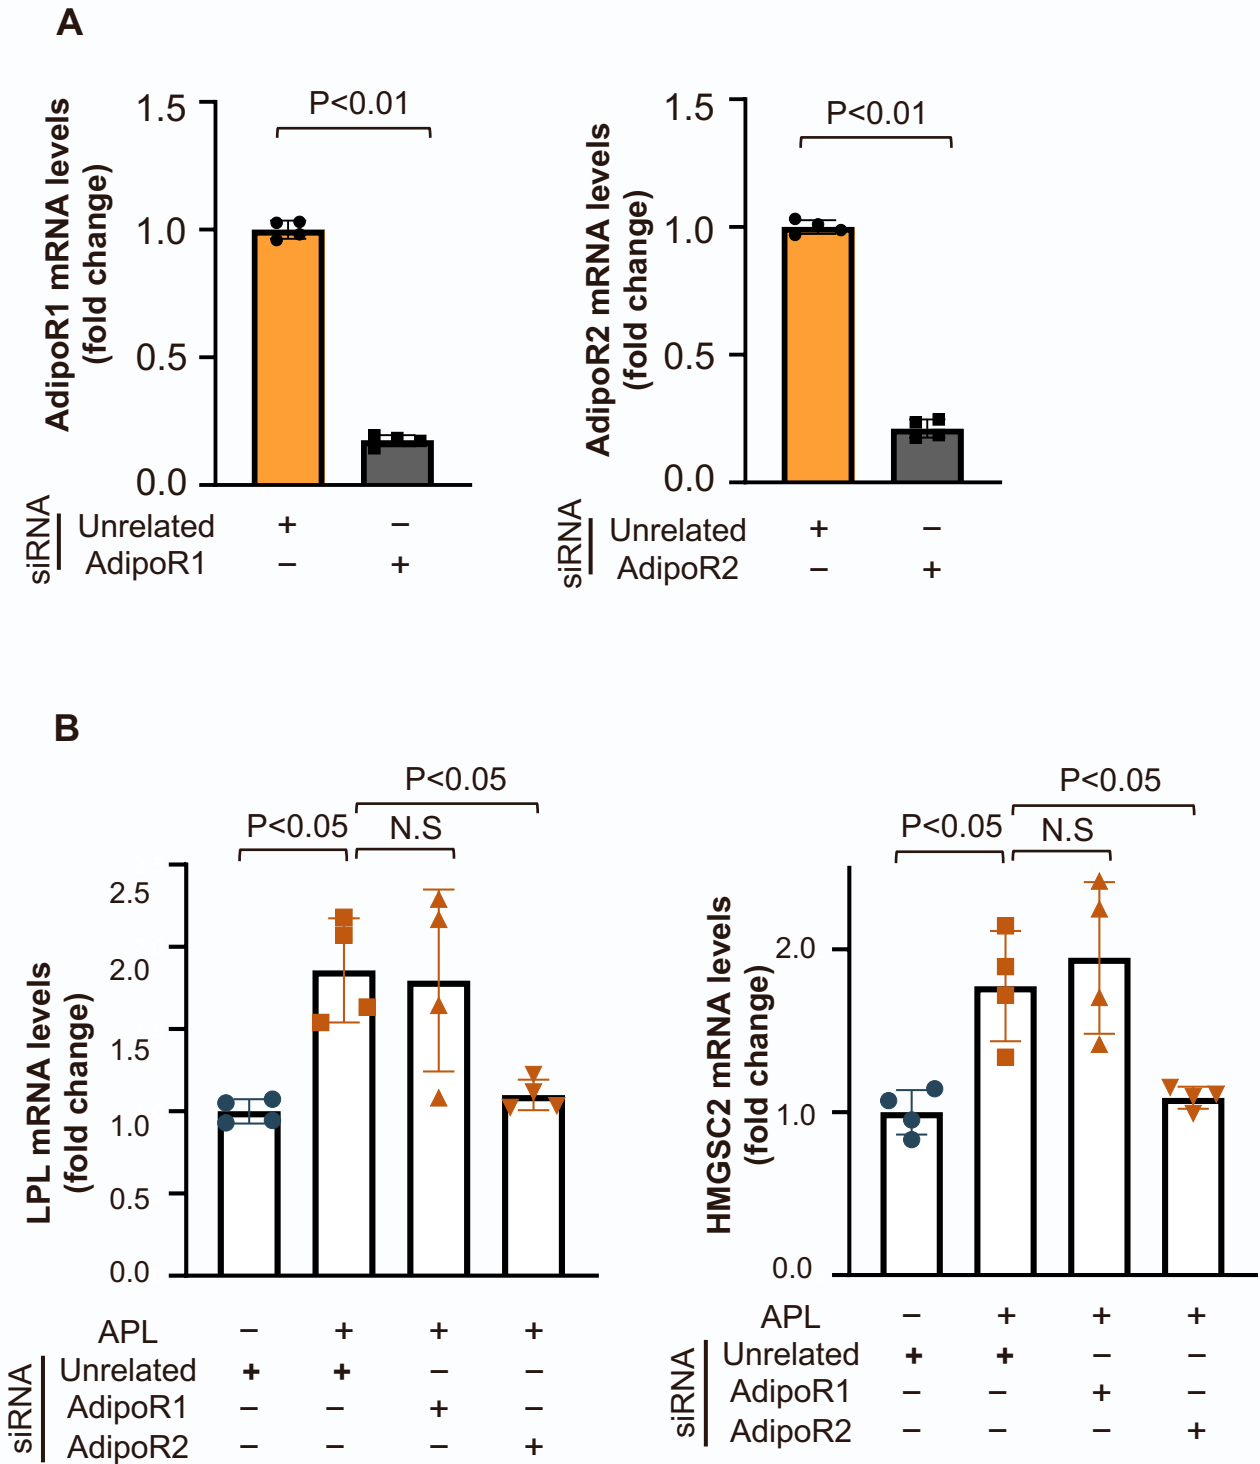 A
AdipoR1 mRNA levels
(fold change)
1.5
1.0
0.5
0.0
P<0.01
siRNA
Unrelated + −
AdipoR1 − +
AdipoR2 mRNA levels
(fold change)
1.5
1.0
0.5
0.0
P<0.01
siRNA
Unrelated + −
AdipoR2 − +
B
LPL mRNA levels
(fold change)
2.5
2.0
1.5
1.0
0.5
0.0
P<0.05
P<0.05
N.S
APL − + + +
siRNA
Unrelated + + − −
AdipoR1 − − + −
AdipoR2 − − − +
HMGSC2 mRNA levels
(fold change)
2.0
1.0
0.0
P<0.05
P<0.05
N.S
APL − + + +
siRNA
Unrelated + + − −
AdipoR1 − − + −
AdipoR2 − − − +